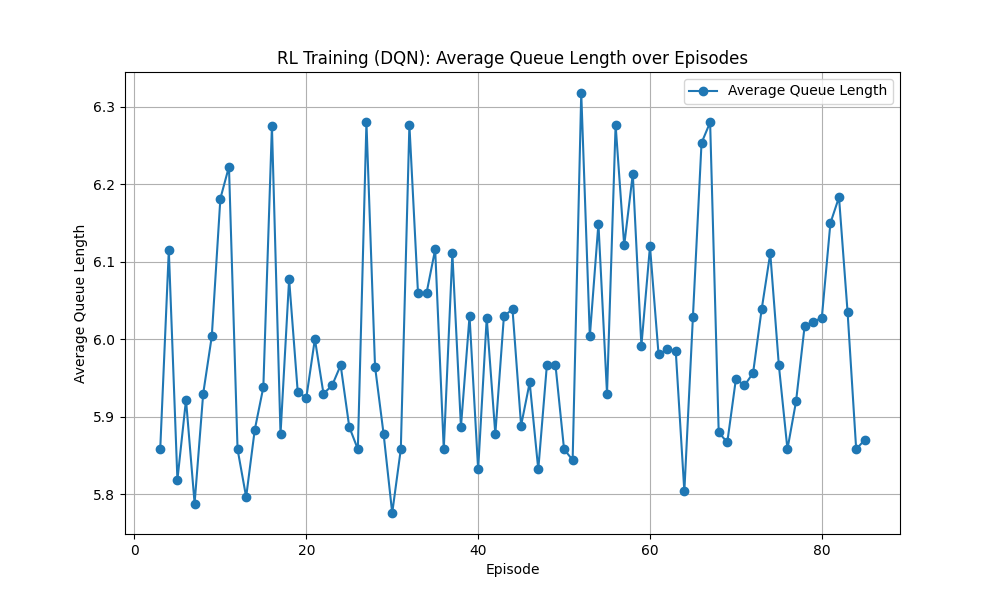 RL Training (DQN): Average Queue Length over Episodes
Average Queue Length
6.3
6.2
6.1
6.0
5.9
5.8
Average Queue Length
0 20 40 60 80
Episode